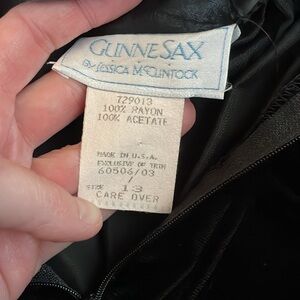 GUNNE SAX
BY JESSICA MCCLINTOCK
729013
100% RAYON
100% ACETATE
MADE IN U.S.A.
EXCLUSIVE OF TRIM
60506/03
/
SIZE 13
CARE OVER